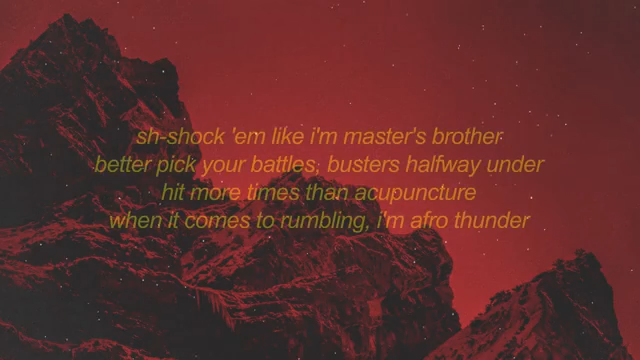 sh-shock 'em like i'm master's brother
better pick your battles, busters halfway under
hit more times than acupuncture
when it comes to rumbling, i'm afro thunder